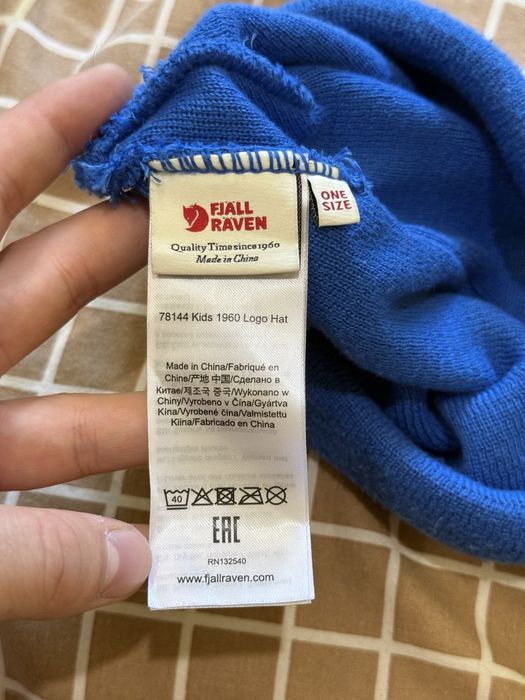 FJÄLL
RÄVEN
Quality Time since 1960
Made in China
ONE
SIZE
78144 Kids 1960 Logo Hat
Made in China/Fabriqué en
Chine/产地 中国/Сделано в
Китае/제조국 중국/Wykonano w
Chiny/Vyrobeno v Čína/Gyártva
Kína/Vyrobené čína/Valmistettu
Kiina/Fabricado en China
40
EAC
RN132540
www.fjallraven.com